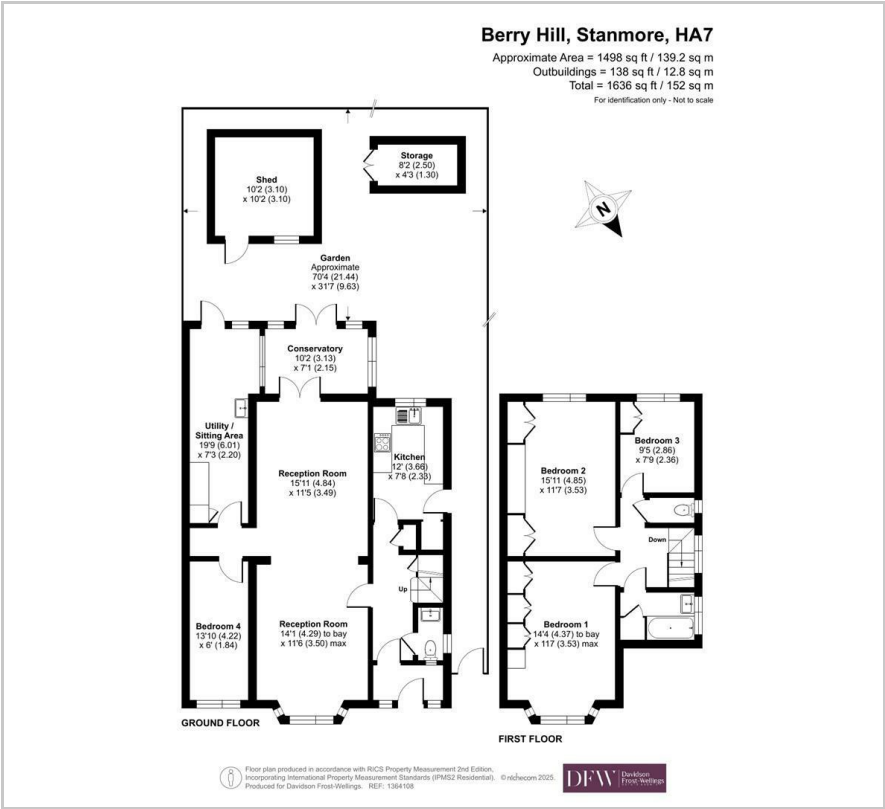 Berry Hill, Stanmore, HA7
Approximate Area = 1498 sq ft / 139.2 sq m
Outbuildings = 138 sq ft / 12.8 sq m
Total = 1636 sq ft / 152 sq m
For identification only - Not to scale
Shed
10'2 (3.10)
x 10'2 (3.10)
Storage
8'2 (2.50)
x 4'3 (1.30)
N
Garden
Approximate
70'4 (21.44)
x 31'7 (9.63)
Conservatory
10'2 (3.13)
x 7'1 (2.15)
Utility /
Sitting Area
19'9 (6.01)
x 7'3 (2.20)
Reception Room
15'11 (4.84)
x 11'5 (3.49)
Kitchen
12' (3.66)
x 7'8 (2.33)
Up
Bedroom 4
13'10 (4.22)
x 6' (1.84)
Reception Room
14'1 (4.29) to bay
x 11'6 (3.50) max
GROUND FLOOR
Bedroom 2
15'11 (4.85)
x 11'7 (3.53)
Bedroom 3
9'5 (2.86)
x 7'9 (2.36)
Down
Bedroom 1
14'4 (4.37) to bay
x 117 (3.53) max
FIRST FLOOR
Floor plan produced in accordance with RICS Property Measurement 2nd Edition,
Incorporating International Property Measurement Standards (IPMS2 Residential). © nichecom 2025.
Produced for Davidson Frost-Wellings. REF: 1364108
DFW
Davidson
Frost-Wellings